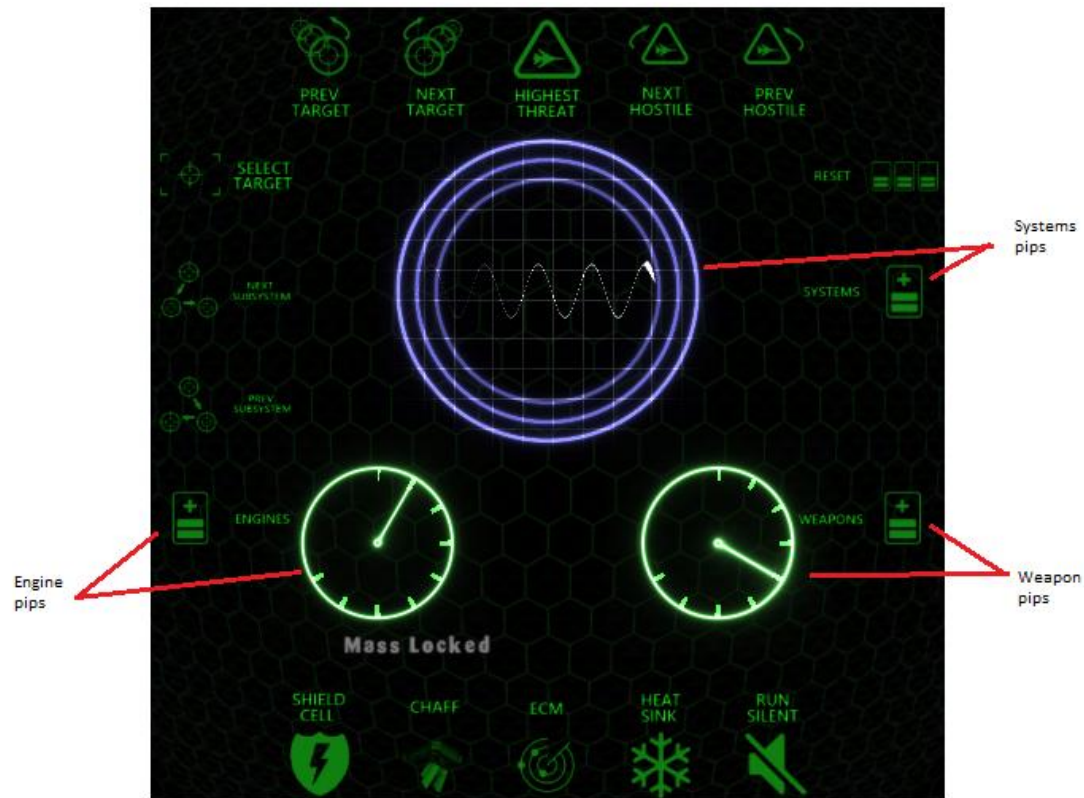 PREV
TARGET
NEXT
TARGET
HIGHEST
THREAT
NEXT
HOSTILE
PREV
HOSTILE
SELECT
TARGET
RESET
Systems
pips
NEXT
SUBSYSTEM
SYSTEMS
PREV
SUBSYSTEM
ENGINES
WEAPONS
Engine
pips
Weapon
pips
Mass Locked
SHIELD
CELL
CHAFF
ECM
HEAT
SINK
RUN
SILENT